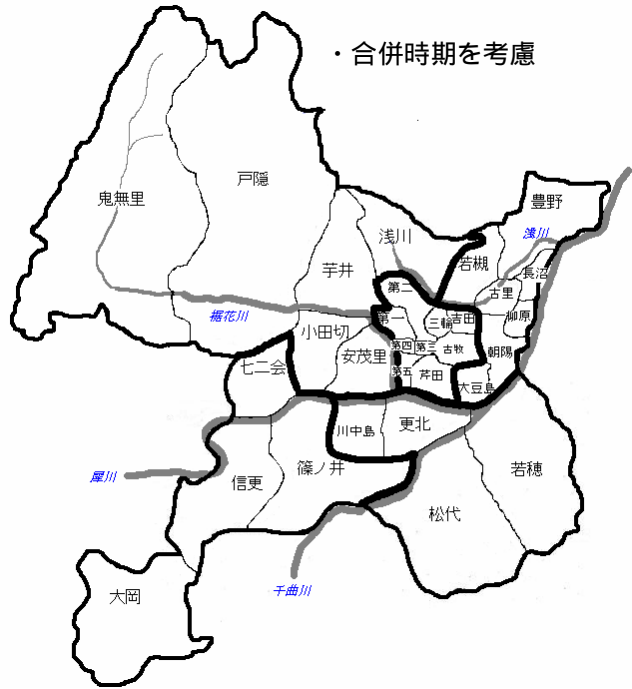 ・合併時期を考慮
鬼無里
戸隠
豊野
浅川
浅川
芋井
若槻
長沼
古里
第二
柳原
裾花川
第一
三輪
吉田
小田切
第四
第三
古牧
朝陽
安茂里
七二会
第五
芹田
大豆島
川中島
更北
犀川
信更
篠ノ井
若穂
松代
千曲川
大岡